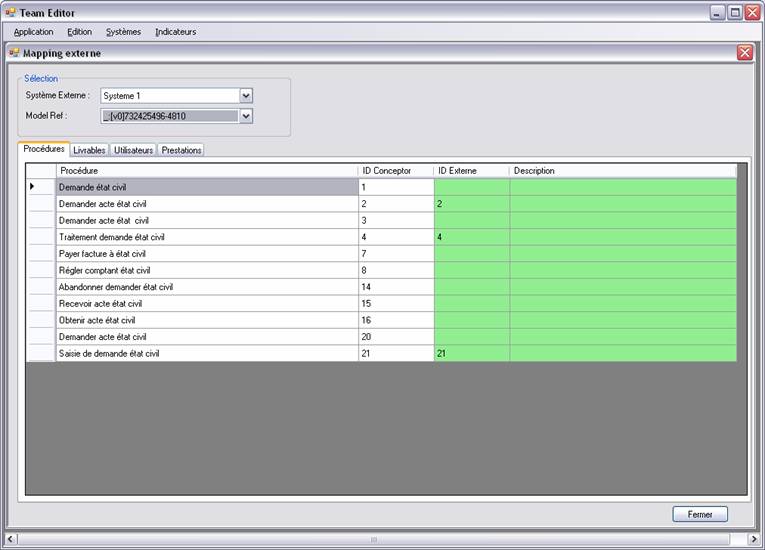 Team Editor
Application Edition Systèmes Indicateurs
Mapping externe
Sélection
Système Externe : Systeme 1
Model Ref : _:[v0]732425496-4810
Procédures Livrables Utilisateurs Prestations
Procédure ID Conceptor ID Externe Description
Demande état civil 1
Demander acte état civil 2 2
Demander acte état  civil 3
Traitement demande état civil 4 4
Payer facture à état civil 7
Régler comptant état civil 8
Abandonner demander état civil 14
Recevoir acte état civil 15
Obtenir acte état civil 16
Demander acte état civil 20
Saisie de demande état civil 21 21
Fermer